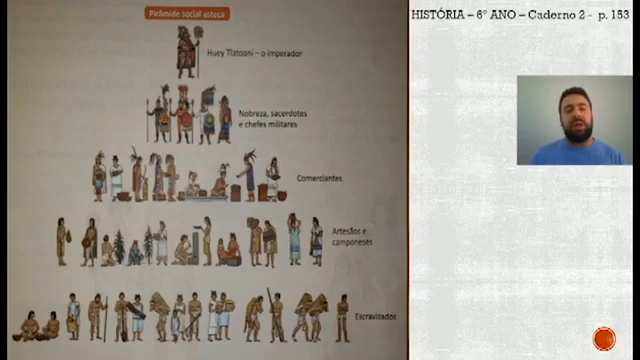 Pirâmide social asteca
HISTÓRIA – 6º ANO – Caderno 2 - p. 153
Huey Tlatoani – o imperador
Nobreza, sacerdotes
e chefes militares
Comerciantes
Artesãos e
camponeses
Escravizados